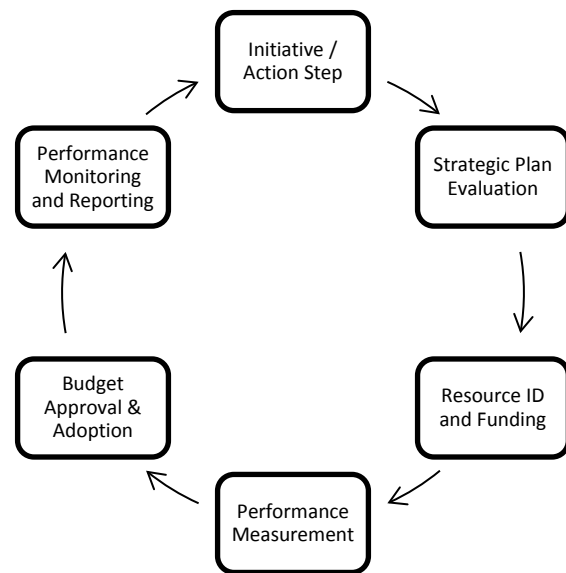 Initiative /
Action Step
Strategic Plan
Evaluation
Resource ID
and Funding
Performance
Measurement
Budget
Approval &
Adoption
Performance
Monitoring
and Reporting